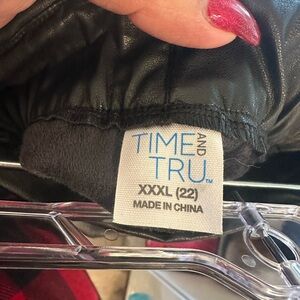 TIME AND
TRU™
XXXL (22)
MADE IN CHINA